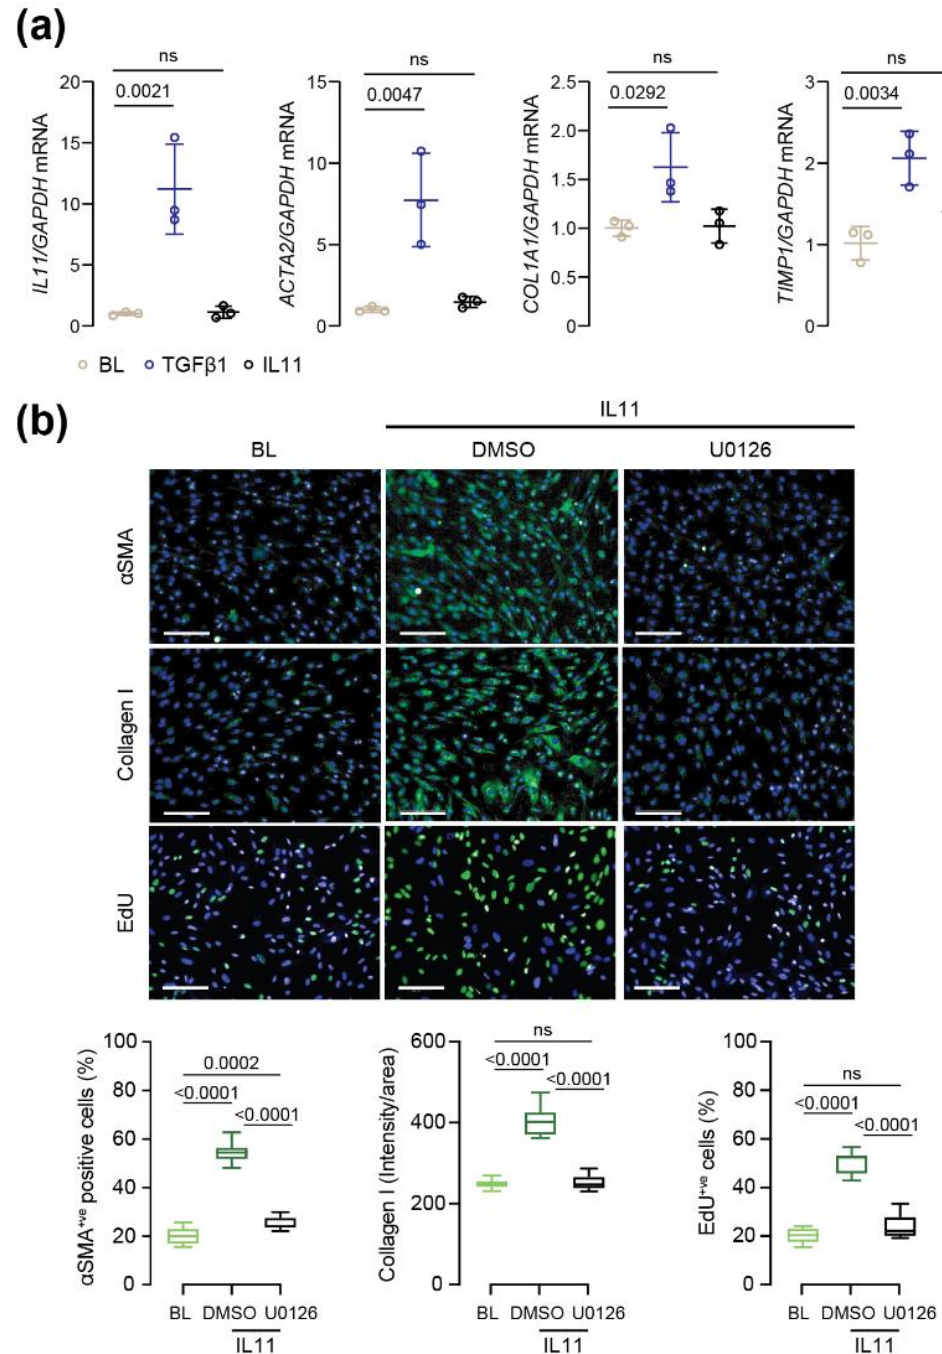 (a)
ns
0.0021
20
15
10
5
0
IL11/GAPDH mRNA
ns
0.0047
15
10
5
0
ACTA2/GAPDH mRNA
ns
0.0292
2.5
2.0
1.5
1.0
0.5
0
COL1A1/GAPDH mRNA
ns
0.0034
3
2
1
0
TIMP1/GAPDH mRNA
BL TGFβ1 IL11
(b)
IL11
BL DMSO U0126
αSMA
Collagen I
EdU
αSMA+ve positive cells (%)
100
80
60
40
20
0
0.0002
<0.0001
<0.0001
BL DMSO U0126
IL11
Collagen I (Intensity/area)
600
400
200
0
ns
<0.0001
<0.0001
BL DMSO U0126
IL11
EdU+ve cells (%)
100
80
60
40
20
0
ns
<0.0001
<0.0001
BL DMSO U0126
IL11